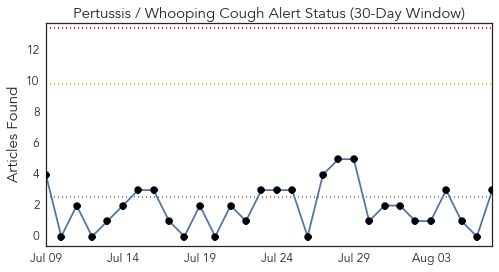 Pertussis / Whooping Cough Alert Status (30-Day Window)
Articles Found
12
10
8
6
4
2
0
Jul 09 Jul 14 Jul 19 Jul 24 Jul 29 Aug 03